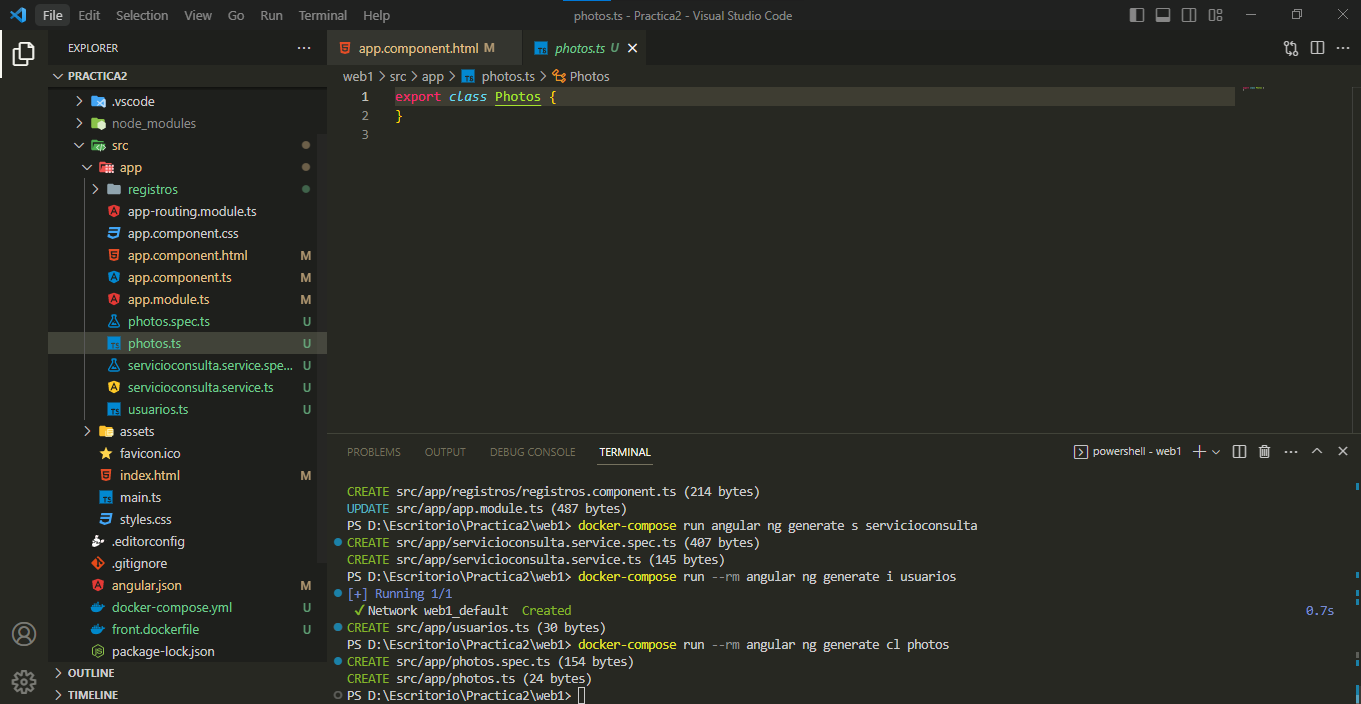 File Edit Selection View Go Run Terminal Help
photos.ts - Practica2 - Visual Studio Code
EXPLORER
PRACTICA2
.vscode
node_modules
src
app
registros
app-routing.module.ts
app.component.css
app.component.html M
app.component.ts M
app.module.ts M
photos.spec.ts U
photos.ts U
servicioconsulta.service.spe... U
servicioconsulta.service.ts U
usuarios.ts U
assets
favicon.ico
index.html M
main.ts
styles.css
.editorconfig
.gitignore
angular.json M
docker-compose.yml U
front.dockerfile U
package-lock.json
OUTLINE
TIMELINE
app.component.html M
photos.ts U
web1 > src > app > photos.ts > Photos
1 export class Photos {
2 }
3
PROBLEMS OUTPUT DEBUG CONSOLE TERMINAL
powershell - web1
CREATE src/app/registros/registros.component.ts (214 bytes)
UPDATE src/app/app.module.ts (487 bytes)
PS D:\Escritorio\Practica2\web1> docker-compose run angular ng generate s servicioconsulta
CREATE src/app/servicioconsulta.service.spec.ts (407 bytes)
CREATE src/app/servicioconsulta.service.ts (145 bytes)
PS D:\Escritorio\Practica2\web1> docker-compose run --rm angular ng generate i usuarios
[+] Running 1/1
✓ Network web1_default Created 0.7s
CREATE src/app/usuarios.ts (30 bytes)
PS D:\Escritorio\Practica2\web1> docker-compose run --rm angular ng generate cl photos
CREATE src/app/photos.spec.ts (154 bytes)
CREATE src/app/photos.ts (24 bytes)
PS D:\Escritorio\Practica2\web1>